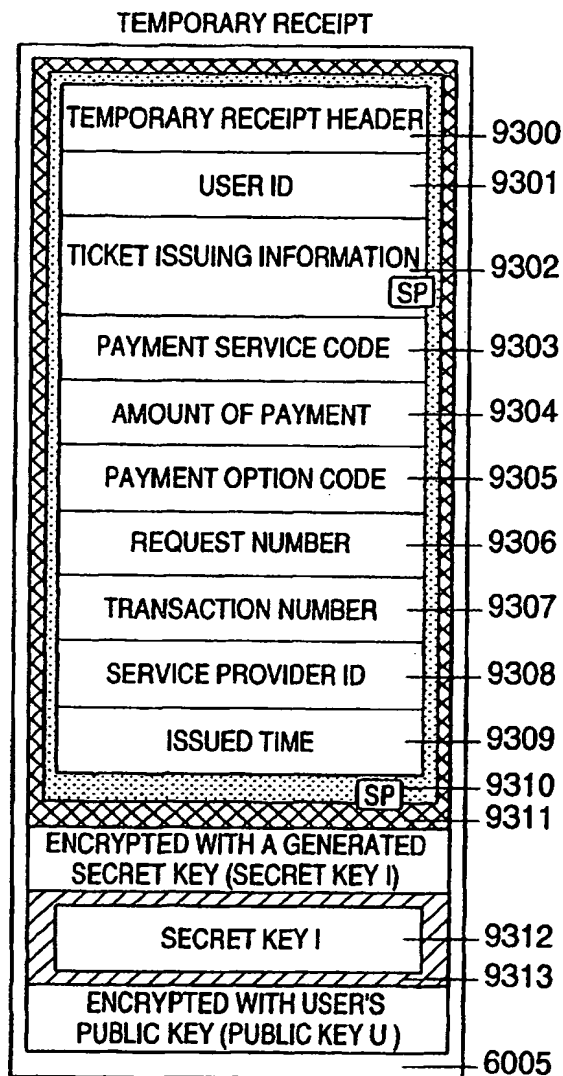 TEMPORARY RECEIPT
TEMPORARY RECEIPT HEADER 9300
USER ID 9301
TICKET ISSUING INFORMATION 9302
SP
PAYMENT SERVICE CODE 9303
AMOUNT OF PAYMENT 9304
PAYMENT OPTION CODE 9305
REQUEST NUMBER 9306
TRANSACTION NUMBER 9307
SERVICE PROVIDER ID 9308
ISSUED TIME 9309
SP 9310
9311
ENCRYPTED WITH A GENERATED
SECRET KEY (SECRET KEY I)
SECRET KEY I 9312
9313
ENCRYPTED WITH USER'S
PUBLIC KEY (PUBLIC KEY U )
6005